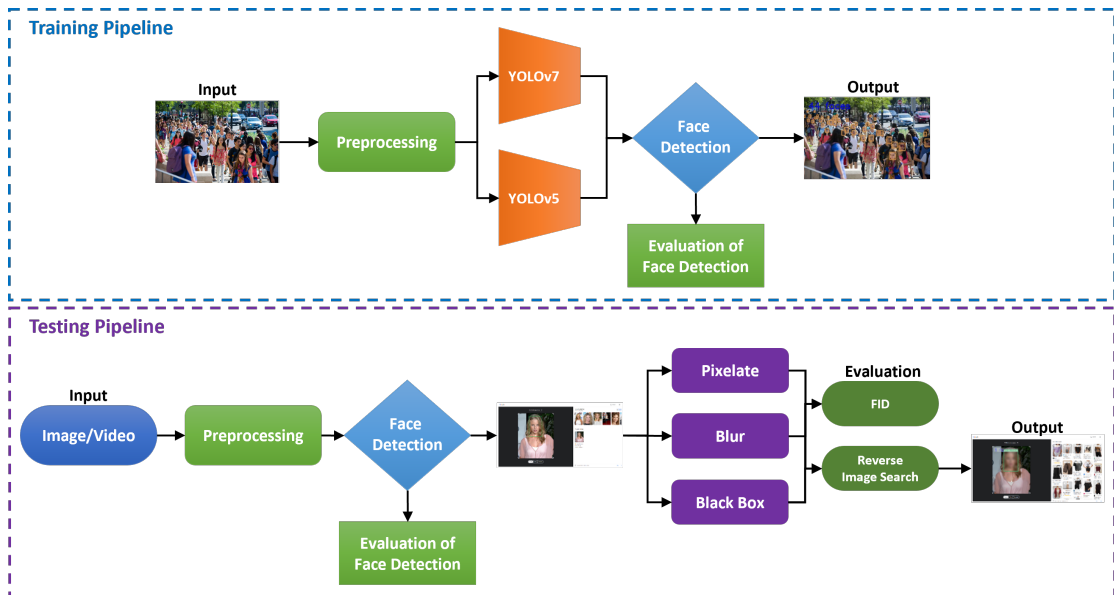 Training Pipeline
Input
Preprocessing
YOLOv7
YOLOv5
Face
Detection
Output
Evaluation of
Face Detection
Testing Pipeline
Input
Image/Video
Preprocessing
Face
Detection
Evaluation of
Face Detection
Pixelate
Blur
Black Box
Evaluation
FID
Reverse
Image Search
Output